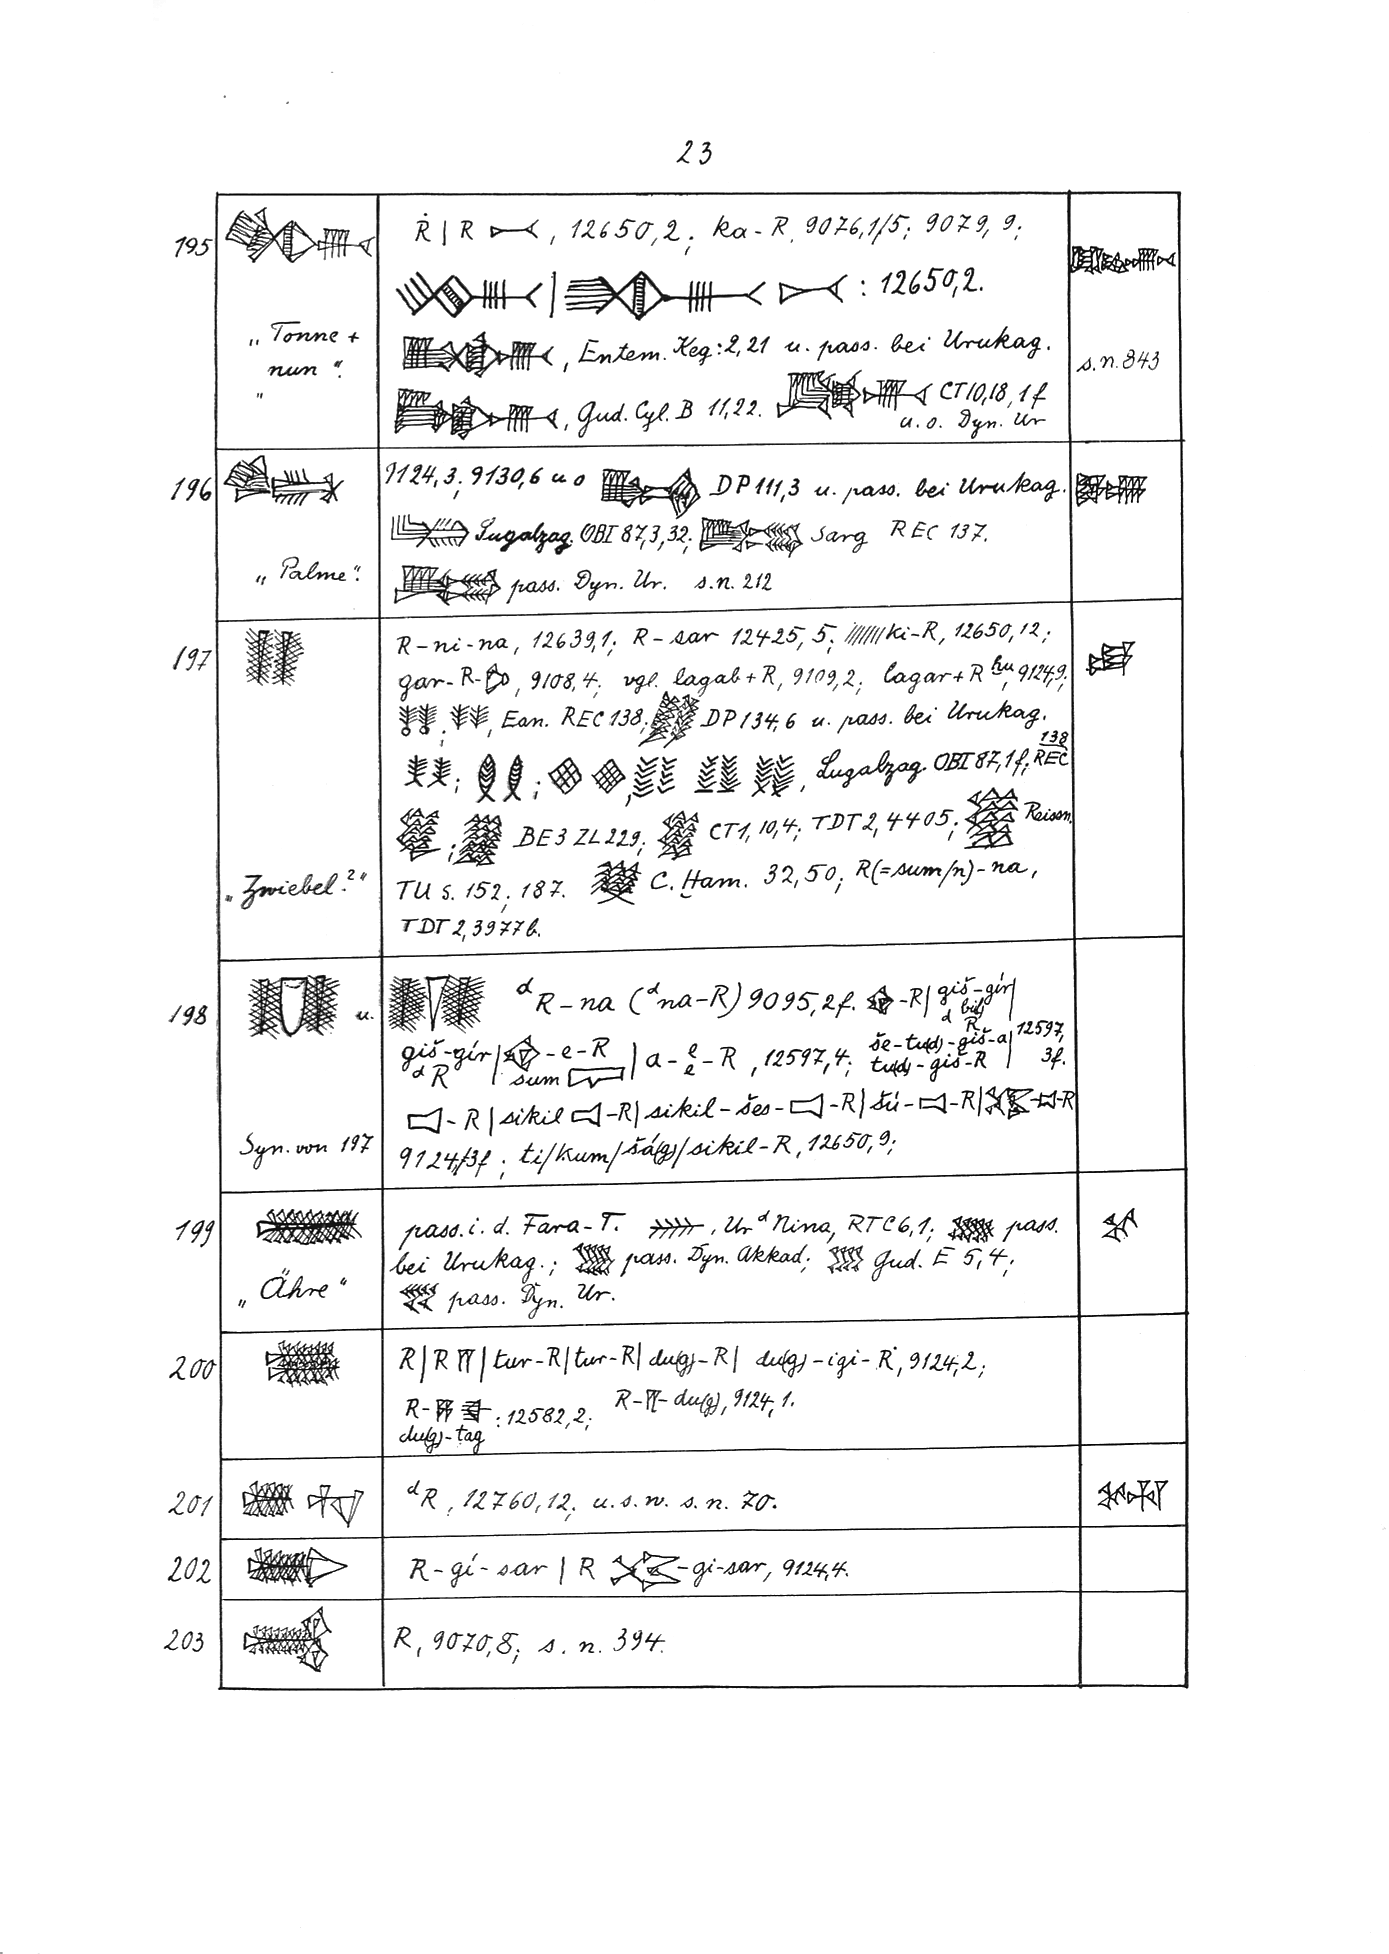 23
195
Ṙ | R , 12650,2; ka-R, 9076,1/5; 9079,9;
| : 12650,2.
„Tonne + nun“.
, Entem. Keg: 2,21 u. pass. bei Urukag.
s.n. 843
, Gud. Cyl. B 11,22. CT 10,18,1f
u. o. Dyn. Ur
196
9124,3; 9130,6 u o DP 111,3 u. pass. bei Urukag.
Lugalzag. OBI 87,3,32; Sarg REC 137.
„Palme“.
pass. Dyn. Ur. s.n. 212
197
R-ni-na, 12639,1; R-sar 12425,5; ki-R, 12650,12;
gar-R- , 9108,4; vgl. lagab+R, 9109,2; lagar+R hu, 9124,9;
; , Ean. REC 138; DP 134,6 u. pass. bei Urukag.
; ; , , Lugalzag. OBI 87,1f; REC 138
; BE 3 ZL 229; CT 1,10,4; TDT 2,4405; Reissn.
„Zwiebel?“
TU s. 152; 187. C. Ḫam. 32,50; R(=sum/n)-na,
TDT 2,3977b.
198
u.
d R-na (d na-R) 9095,2f. -R | giš-gír
giš-gír d R | -e-R sum | a-e-e-R, 12597,4; še-tu(d)-giš-a tu(d)-giš-R | 12597, 3f.
-R | sikil -R | sikil-šes- -R | šú- -R | - -R
Syn. von 197
9124,/3f; ti/kum/šá(g)/sikil-R, 12650,9;
199
pass. i. d. Fara-T. , Ur d Nina, RTC 6,1; pass.
bei Urukag.; pass. Dyn. Akkad; Gud. E 5,4;
„Ähre“
pass. Dyn. Ur.
200
R | R | tur-R | tur-R | du(g)-R | du(g)-igi-R, 9124,2;
R- du(g)-tag : 12582,2; R- -du(g), 9124,1.
201
d R, 12760,12; u.s.w. s.n. 70.
202
R-gí-sar | R -gi-sar, 9124,4.
203
R, 9070,8; s.n. 394.